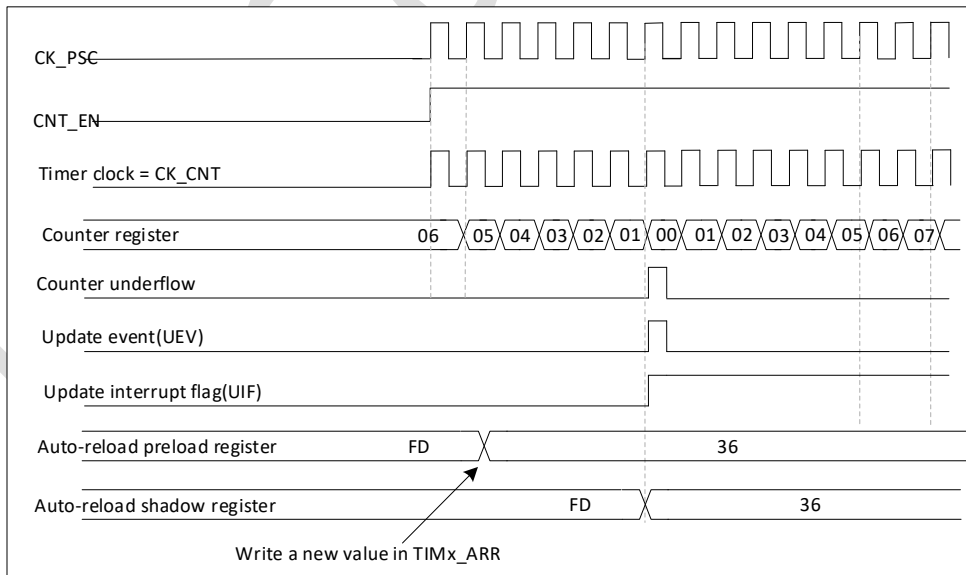 CK_PSC
CNT_EN
Timer clock = CK_CNT
Counter register 06 05 04 03 02 01 00 01 02 03 04 05 06 07
Counter underflow
Update event(UEV)
Update interrupt flag(UIF)
Auto-reload preload register FD 36
Auto-reload shadow register FD 36
Write a new value in TIMx_ARR